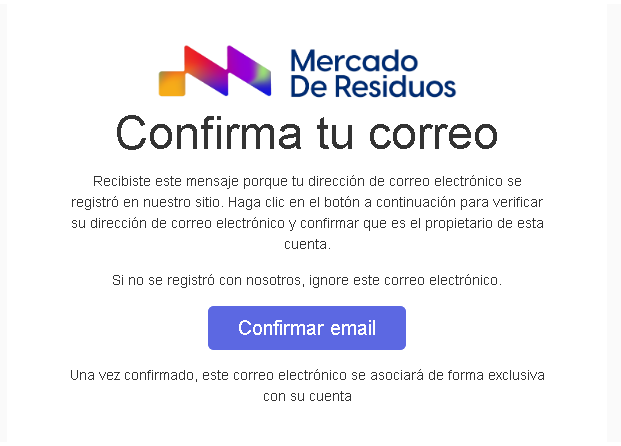 Mercado
De Residuos
Confirma tu correo
Recibiste este mensaje porque tu dirección de correo electrónico se
registró en nuestro sitio. Haga clic en el botón a continuación para verificar
su dirección de correo electrónico y confirmar que es el propietario de esta
cuenta.
Si no se registró con nosotros, ignore este correo electrónico.
Confirmar email
Una vez confirmado, este correo electrónico se asociará de forma exclusiva
con su cuenta